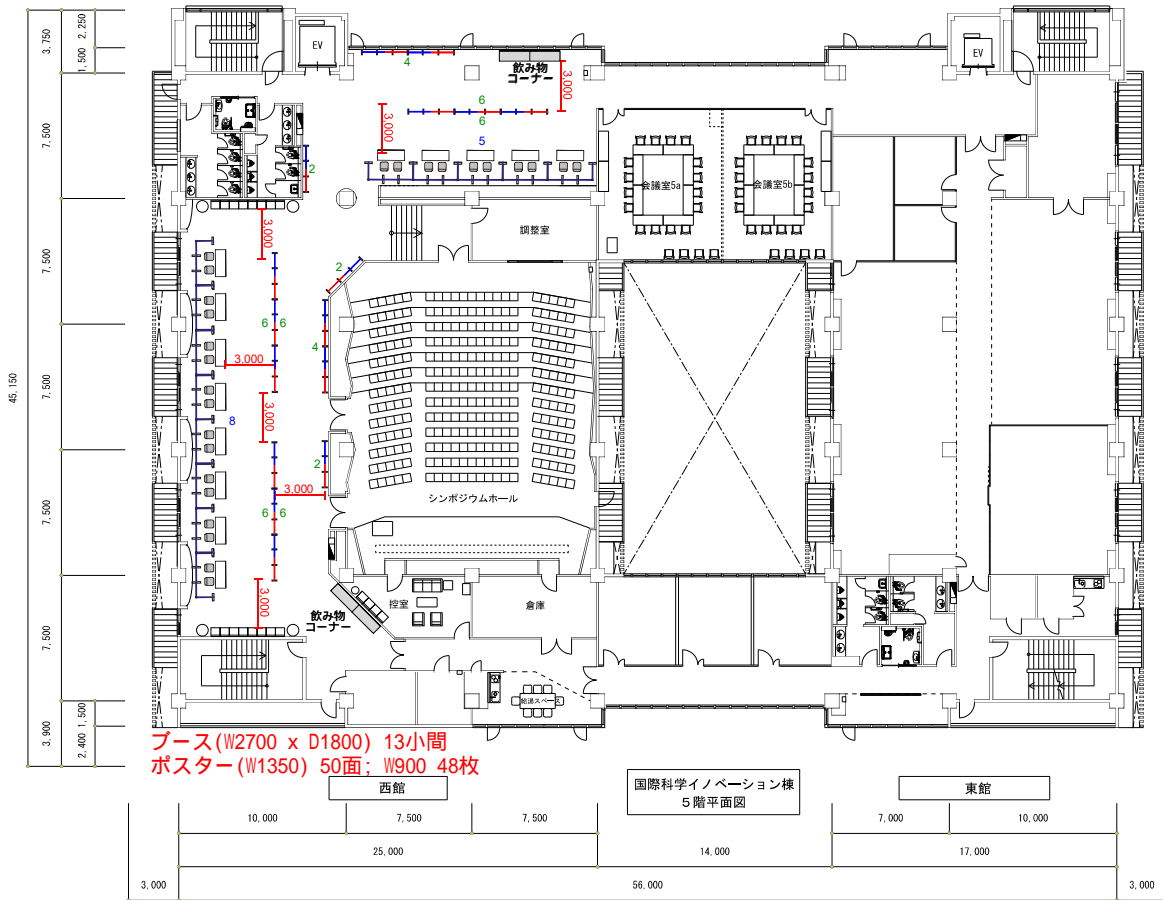 EV
EV
3,750
2,250
1,500
7,500
7,500
7,500
7,500
7,500
45,150
3,900
1,500
2,400
4
飲み物
コーナー
3,000
6
6
3,000
5
2
会議室5a
会議室5b
3,000
調整室
2
6 6
4
3,000
3,000
8
2
3,000
シンポジウムホール
6 6
3,000
飲み物
コーナー
控室
倉庫
給湯スペース
ブース(W2700 x D1800) 13小間
ポスター(W1350) 50面; W900 48枚
西館
国際科学イノベーション棟
５階平面図
東館
10,000
7,500
7,500
7,000
10,000
25,000
14,000
17,000
3,000
56,000
3,000